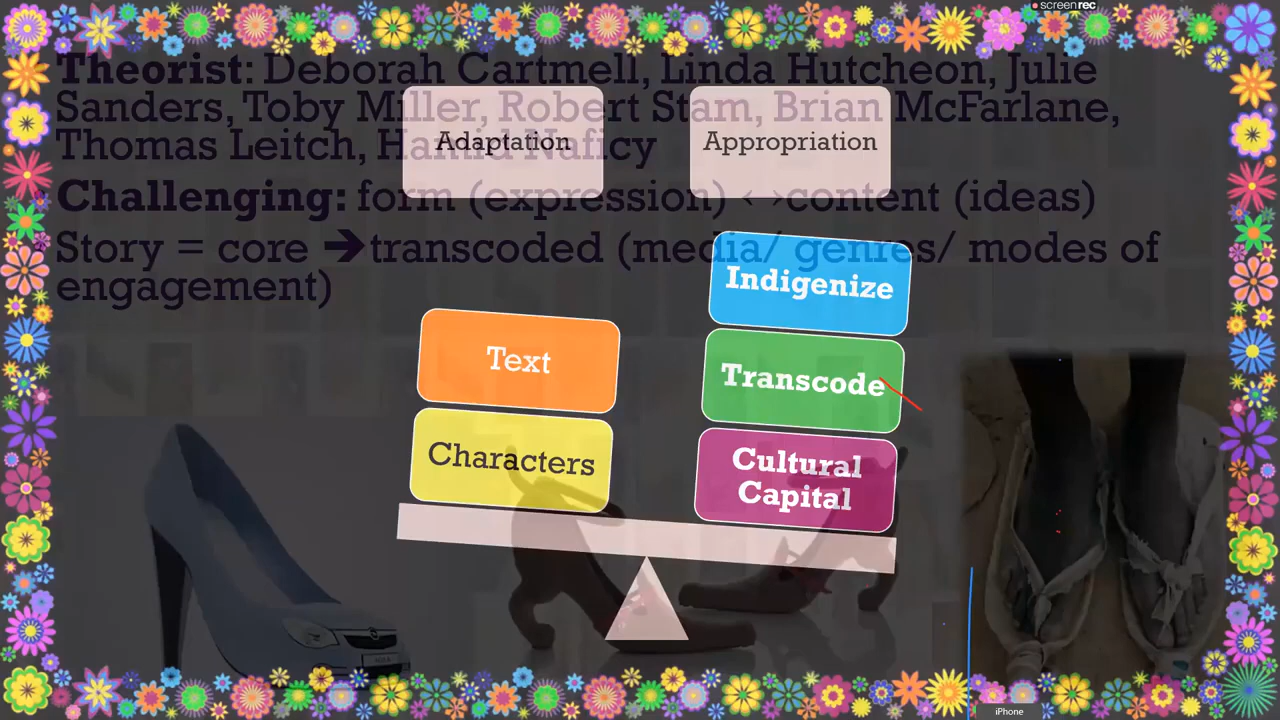 screenrec
Theorist: Deborah Cartmell, Linda Hutcheon, Julie
Sanders, Toby Miller, Robert Stam, Brian McFarlane,
Thomas Leitch, Hamid Naficy
Adaptation
Appropriation
Challenging: form (expression) ↔content (ideas)
Story = core ➔transcoded (media/ genres/ modes of
engagement)
Indigenize
Text
Transcode
Characters
Cultural
Capital
iPhone